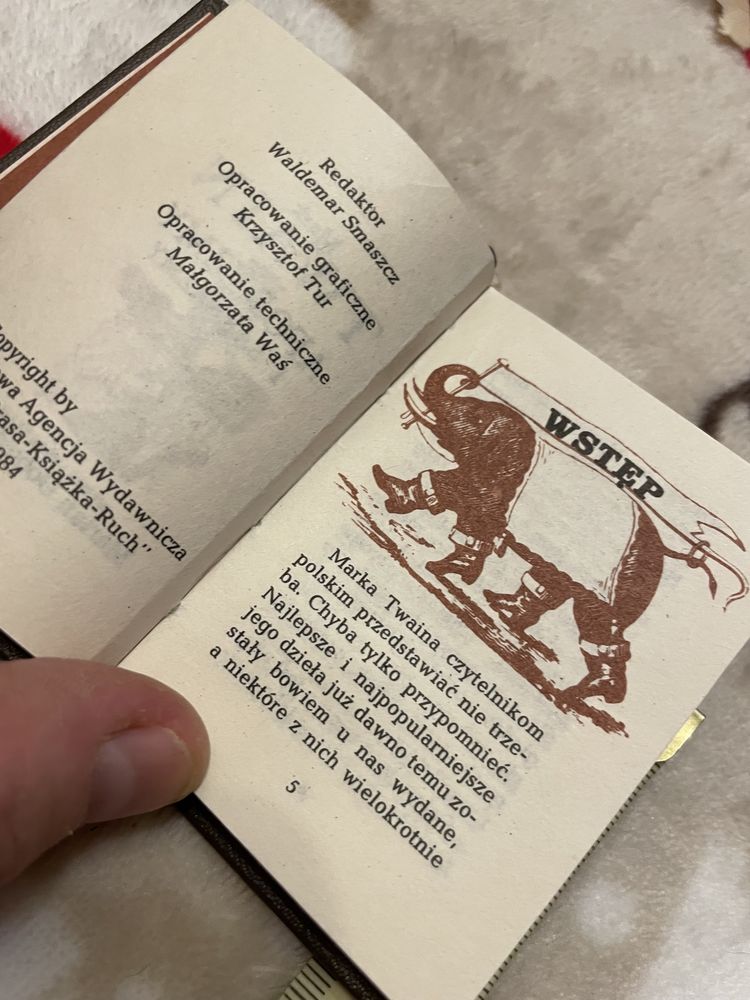 Redaktor
Waldemar Smaszcz
Opracowanie graficzne
Krzysztof Tur
Opracowanie techniczne
Małgorzata Waś
opyright by
wa Agencja Wydawnicza
asa-Książka-Ruch"
984
WSTĘP
Marka Twaina czytelnikom
polskim przedstawiać nie trze-
ba. Chyba tylko przypomnieć.
Najlepsze i najpopularniejsze
jego dzieła już dawno temu zo-
stały bowiem u nas wydane,
a niektóre z nich wielokrotnie
5